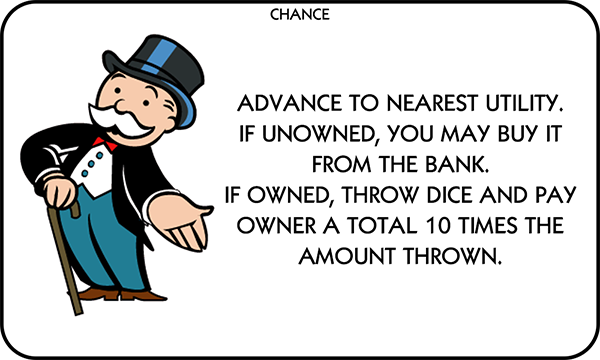 CHANCE
ADVANCE TO NEAREST UTILITY.
IF UNOWNED, YOU MAY BUY IT
FROM THE BANK.
IF OWNED, THROW DICE AND PAY
OWNER A TOTAL 10 TIMES THE
AMOUNT THROWN.